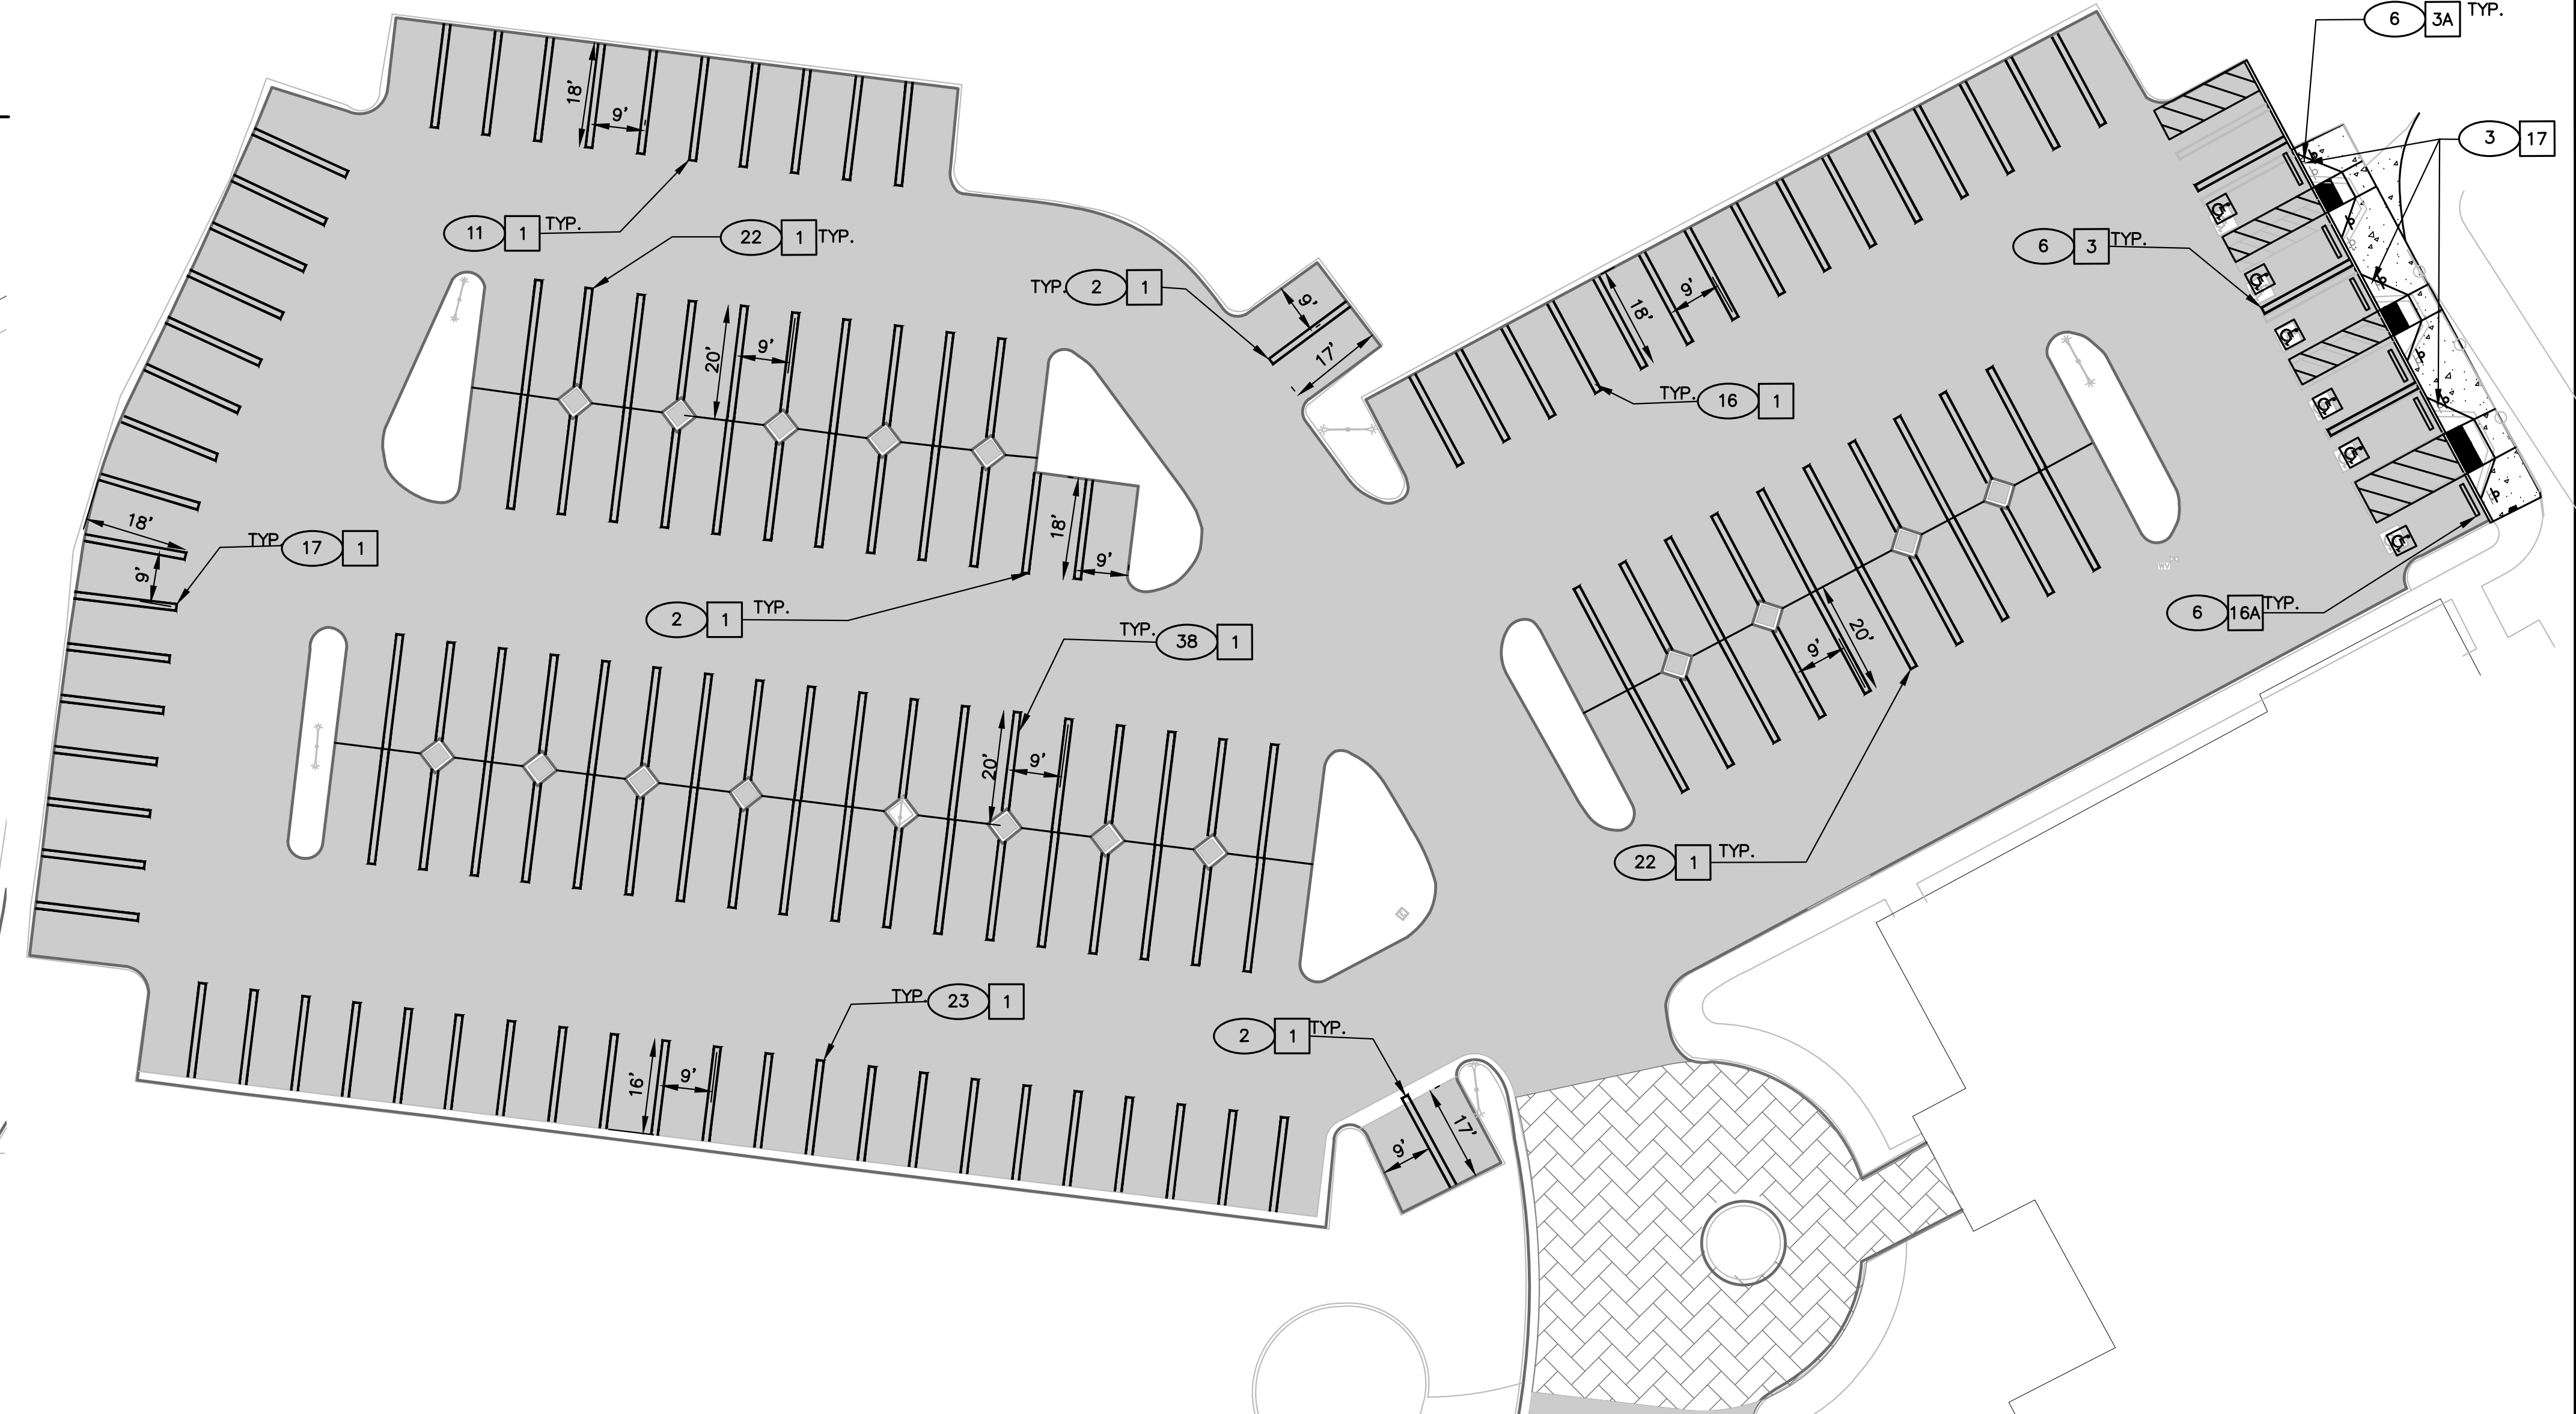 6 3A TYP.
18'
9'
3 17
11 1 TYP.
22 1 TYP.
6 3 TYP.
TYP. 2 1
9'
17'
9'
18'
20'
9'
TYP. 16 1
18'
9'
18'
9'
TYP. 17 1
2 1 TYP.
TYP. 38 1
6 16A TYP.
20'
9'
20'
9'
22 1 TYP.
TYP. 23 1
2 1 TYP.
16'
9'
17'
9'